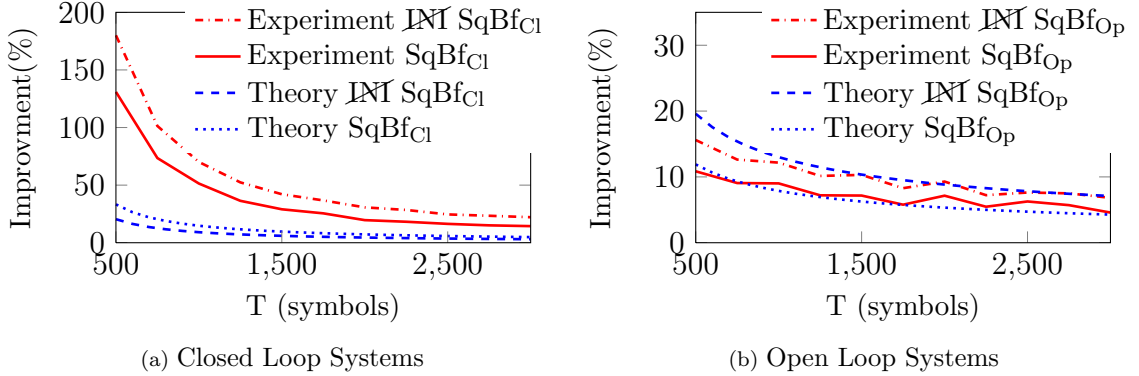 200
150
100
50
0
Improvment(%)
500
1,500
2,500
T (symbols)
Experiment INI SqBfCl
Experiment SqBfCl
Theory INI SqBfCl
Theory SqBfCl
(a) Closed Loop Systems
30
20
10
0
Improvment(%)
500
1,500
2,500
T (symbols)
Experiment INI SqBfOp
Experiment SqBfOp
Theory INI SqBfOp
Theory SqBfOp
(b) Open Loop Systems